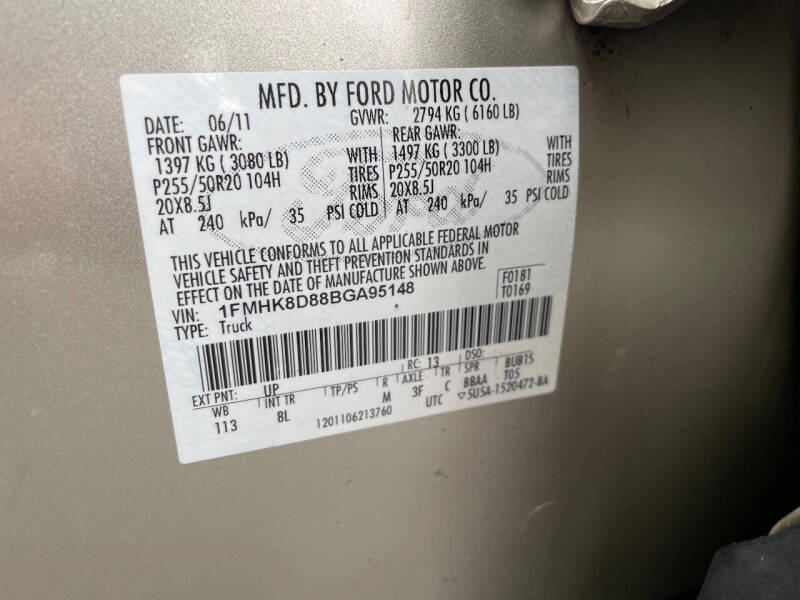 MFD. BY FORD MOTOR CO.
DATE: 06/11 GVWR: 2794 KG ( 6160 LB)
FRONT GAWR: REAR GAWR:
1397 KG ( 3080 LB) WITH 1497 KG ( 3300 LB) WITH
P255/50R20 104H TIRES P255/50R20 104H TIRES
20X8.5J RIMS 20X8.5J RIMS
AT 240 kPa/ 35 PSI COLD AT 240 kPa/ 35 PSI COLD
Ford
THIS VEHICLE CONFORMS TO ALL APPLICABLE FEDERAL MOTOR
VEHICLE SAFETY AND THEFT PREVENTION STANDARDS IN
EFFECT ON THE DATE OF MANUFACTURE SHOWN ABOVE.
VIN: 1FMHK8D88BGA95148 F0181
TYPE: Truck T0169
EXT PNT: UP RC: 13 DSO:
WB INT TR TP/PS R AXLE TR SPR BUB1S
113 8L M 3F C BBAA T05
1201106213760 UTC ▽5U5A-1520472-BA